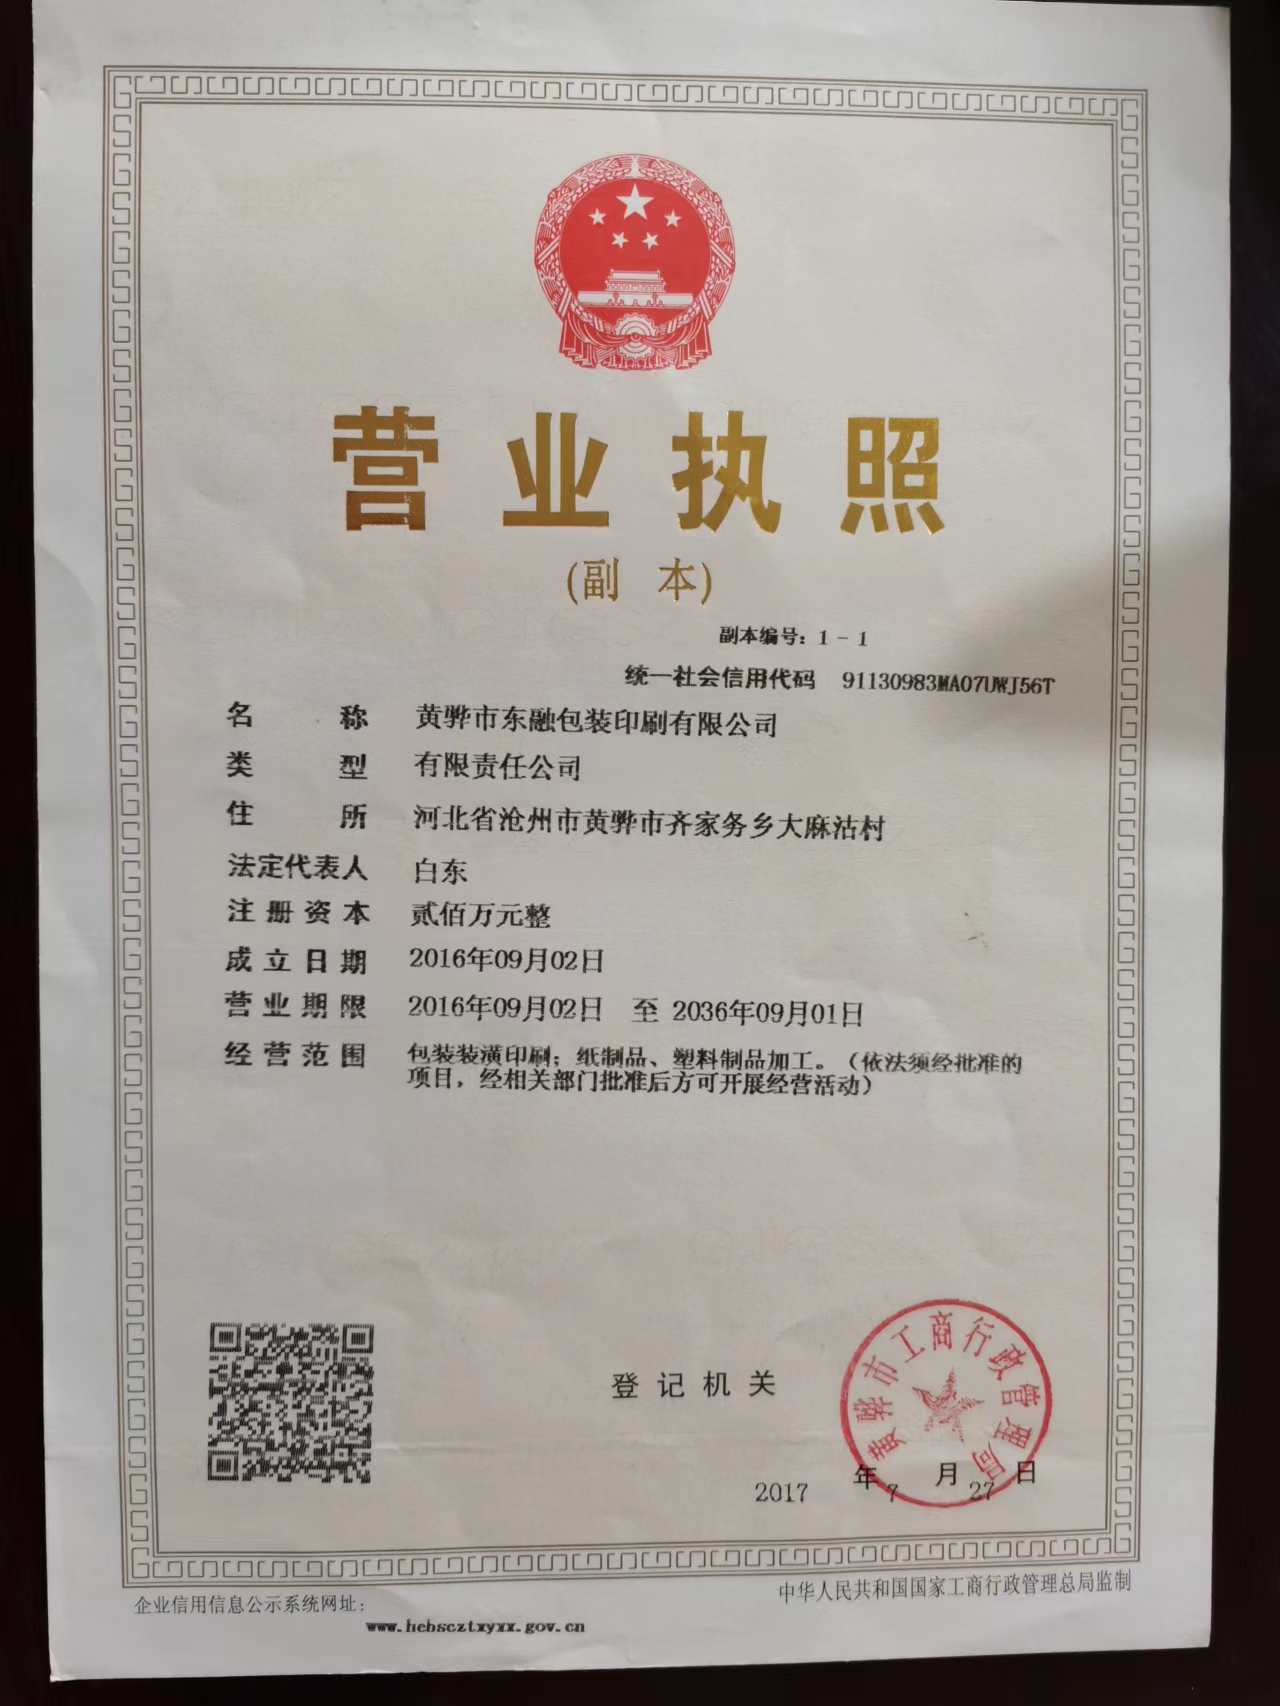 营业执照
(副 本)
副本编号：1－1
统一社会信用代码 91130983MA07UWJ56T
名 称 黄骅市东融包装印刷有限公司
类 型 有限责任公司
住 所 河北省沧州市黄骅市齐家务乡大麻沽村
法定代表人 白东
注册资本 贰佰万元整
成立日期 2016年09月02日
营业期限 2016年09月02日 至 2036年09月01日
经营范围 包装装潢印刷；纸制品、塑料制品加工。（依法须经批准的
项目，经相关部门批准后方可开展经营活动）
登记机关
黄骅市工商行政管理局
2017 年 7 月 27 日
企业信用信息公示系统网址：
www.hebscztxyxx.gov.cn
中华人民共和国国家工商行政管理总局监制